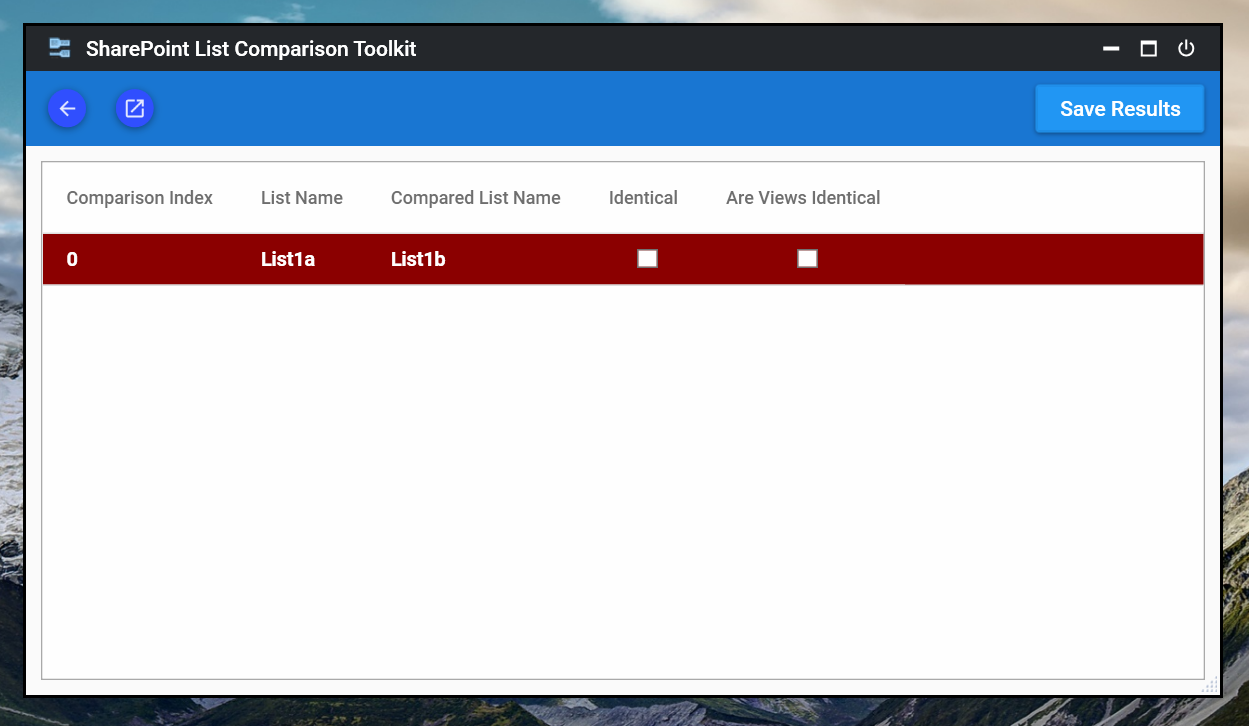 SharePoint List Comparison Toolkit
Save Results
Comparison Index List Name Compared List Name Identical Are Views Identical
0 List1a List1b